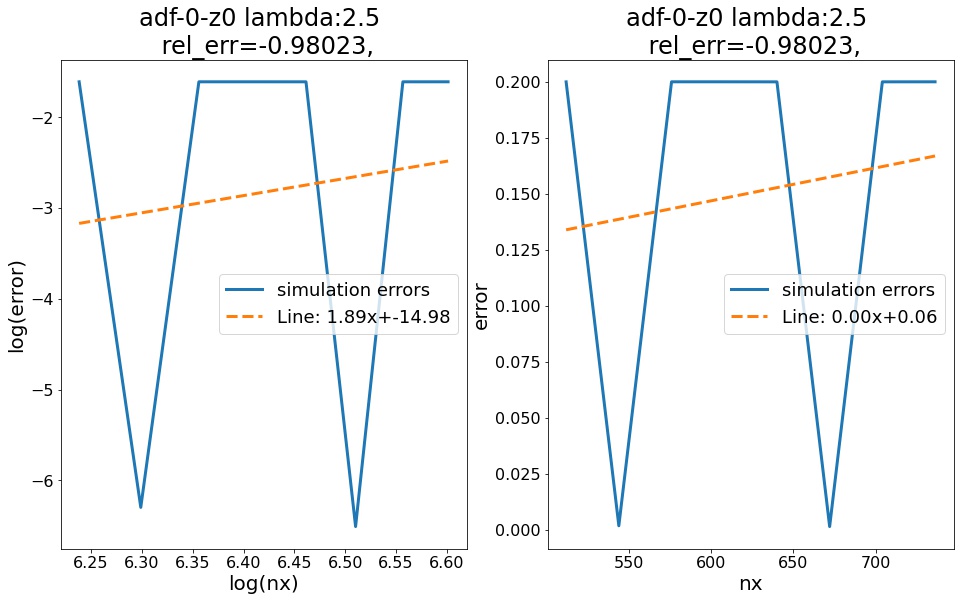 adf-0-z0 lambda:2.5
rel_err=-0.98023,
log(error)
−2
−3
−4
−5
−6
simulation errors
Line: 1.89x+-14.98
6.25
6.30
6.35
6.40
6.45
6.50
6.55
6.60
log(nx)
adf-0-z0 lambda:2.5
rel_err=-0.98023,
error
0.200
0.175
0.150
0.125
0.100
0.075
0.050
0.025
0.000
simulation errors
Line: 0.00x+0.06
550
600
650
700
nx